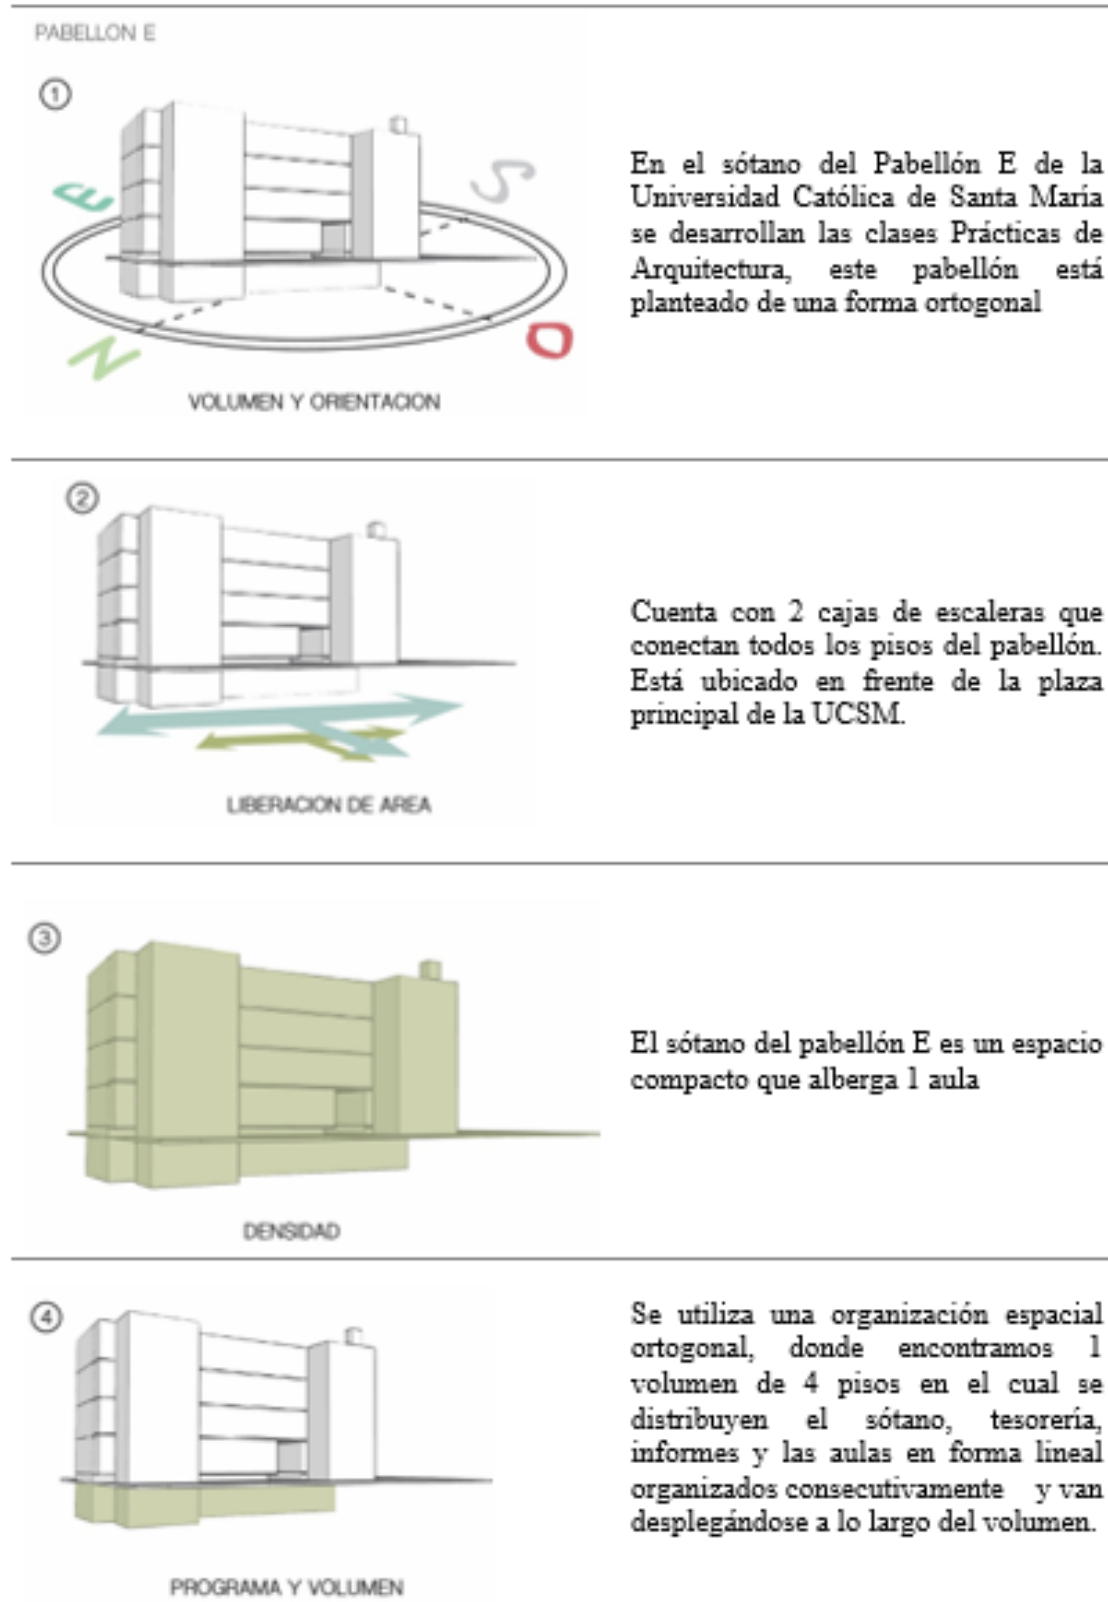 PABELLON E
1
E
S
N
O
VOLUMEN Y ORIENTACION
En el sótano del Pabellón E de la
Universidad Católica de Santa María
se desarrollan las clases Prácticas de
Arquitectura, este pabellón está
planteado de una forma ortogonal
2
LIBERACION DE AREA
Cuenta con 2 cajas de escaleras que
conectan todos los pisos del pabellón.
Está ubicado en frente de la plaza
principal de la UCSM.
3
DENSIDAD
El sótano del pabellón E es un espacio
compacto que alberga 1 aula
4
PROGRAMA Y VOLUMEN
Se utiliza una organización espacial
ortogonal, donde encontramos 1
volumen de 4 pisos en el cual se
distribuyen el sótano, tesorería,
informes y las aulas en forma lineal
organizados consecutivamente y van
desplegándose a lo largo del volumen.